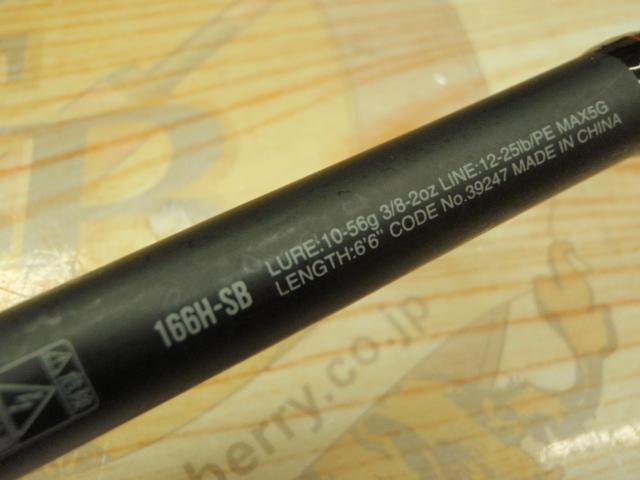 166H-SB
LURE:10-56g 3/8-2oz LINE:12-25lb/PE MAX5G
LENGTH:6'6" CODE No.39247 MADE IN CHINA
berry.co.jp